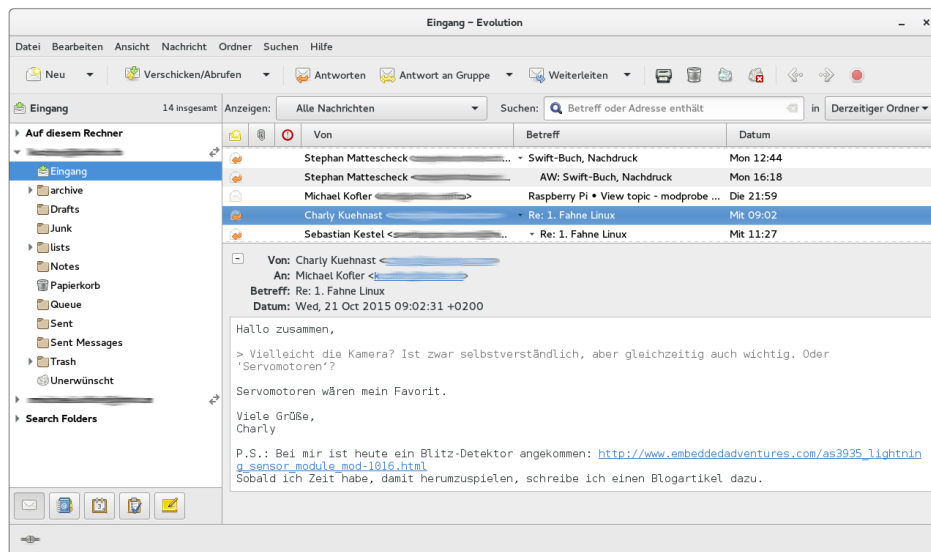 Eingang – Evolution
Datei Bearbeiten Ansicht Nachricht Ordner Suchen Hilfe
Neu Verschicken/Abrufen Antworten Antwort an Gruppe Weiterleiten
Eingang 14 insgesamt Anzeigen: Alle Nachrichten Suchen: Betreff oder Adresse enthält in Derzeitiger Ordner
Auf diesem Rechner
Eingang
archive
Drafts
Junk
lists
Notes
Papierkorb
Queue
Sent
Sent Messages
Trash
Unerwünscht
Search Folders
Von Betreff Datum
Stephan Mattescheck ... Swift-Buch, Nachdruck Mon 12:44
Stephan Mattescheck < ... AW: Swift-Buch, Nachdruck Mon 16:18
Michael Kofler < > Raspberry Pi • View topic - modprobe ... Die 21:59
Charly Kuehnast < Re: 1. Fahne Linux Mit 09:02
Sebastian Kestel <s ... Re: 1. Fahne Linux Mit 11:27
Von: Charly Kuehnast <
An: Michael Kofler <k >
Betreff: Re: 1. Fahne Linux
Datum: Wed, 21 Oct 2015 09:02:31 +0200
Hallo zusammen,
> Vielleicht die Kamera? Ist zwar selbstverständlich, aber gleichzeitig auch wichtig. Oder
'Servomotoren‘?
Servomotoren wären mein Favorit.
Viele Grüße,
Charly
P.S.: Bei mir ist heute ein Blitz-Detektor angekommen: http://www.embeddedadventures.com/as3935_lightnin
g_sensor_module_mod-1016.html
Sobald ich Zeit habe, damit herumzuspielen, schreibe ich einen Blogartikel dazu.